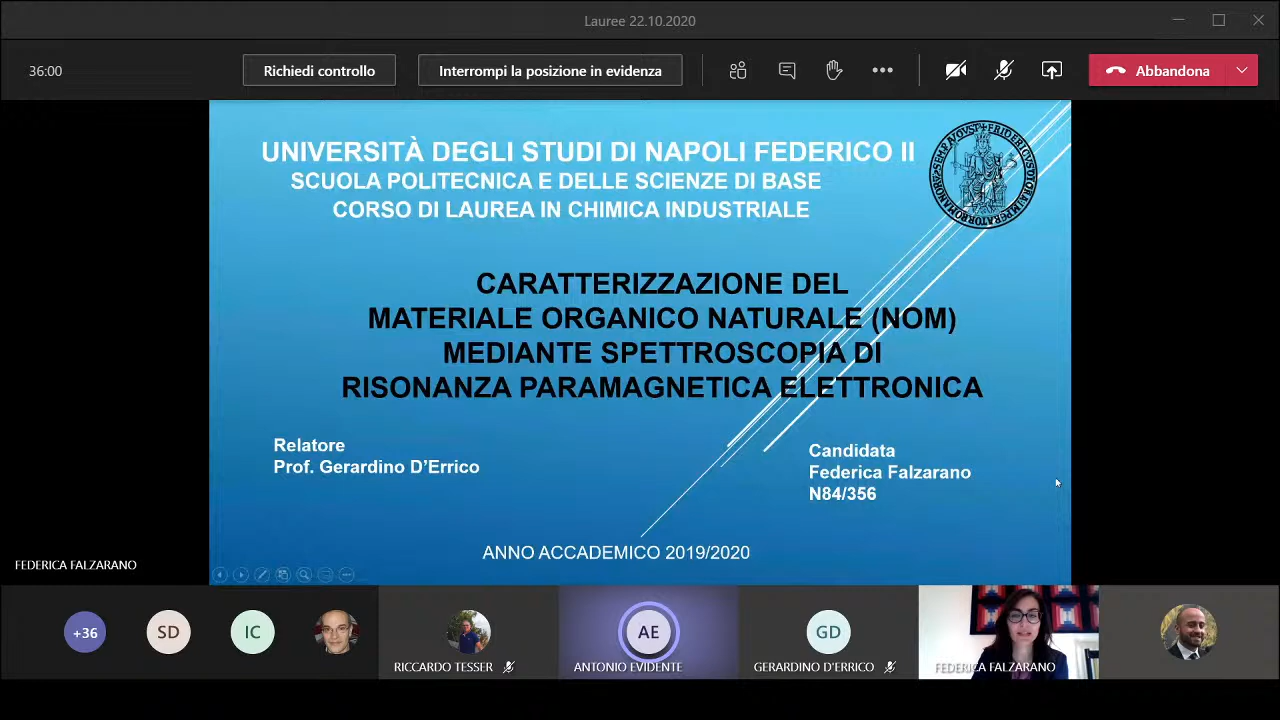 Lauree 22.10.2020
36:00
Richiedi controllo
Interrompi la posizione in evidenza
Abbandona
UNIVERSITÀ DEGLI STUDI DI NAPOLI FEDERICO II
SCUOLA POLITECNICA E DELLE SCIENZE DI BASE
CORSO DI LAUREA IN CHIMICA INDUSTRIALE
CARATTERIZZAZIONE DEL
MATERIALE ORGANICO NATURALE (NOM)
MEDIANTE SPETTROSCOPIA DI
RISONANZA PARAMAGNETICA ELETTRONICA
Relatore
Prof. Gerardino D'Errico
Candidata
Federica Falzarano
N84/356
ANNO ACCADEMICO 2019/2020
FEDERICA FALZARANO
+36
SD
IC
RICCARDO TESSER
AE
ANTONIO EVIDENTE
GD
GERARDINO D'ERRICO
FEDERICA FALZARANO